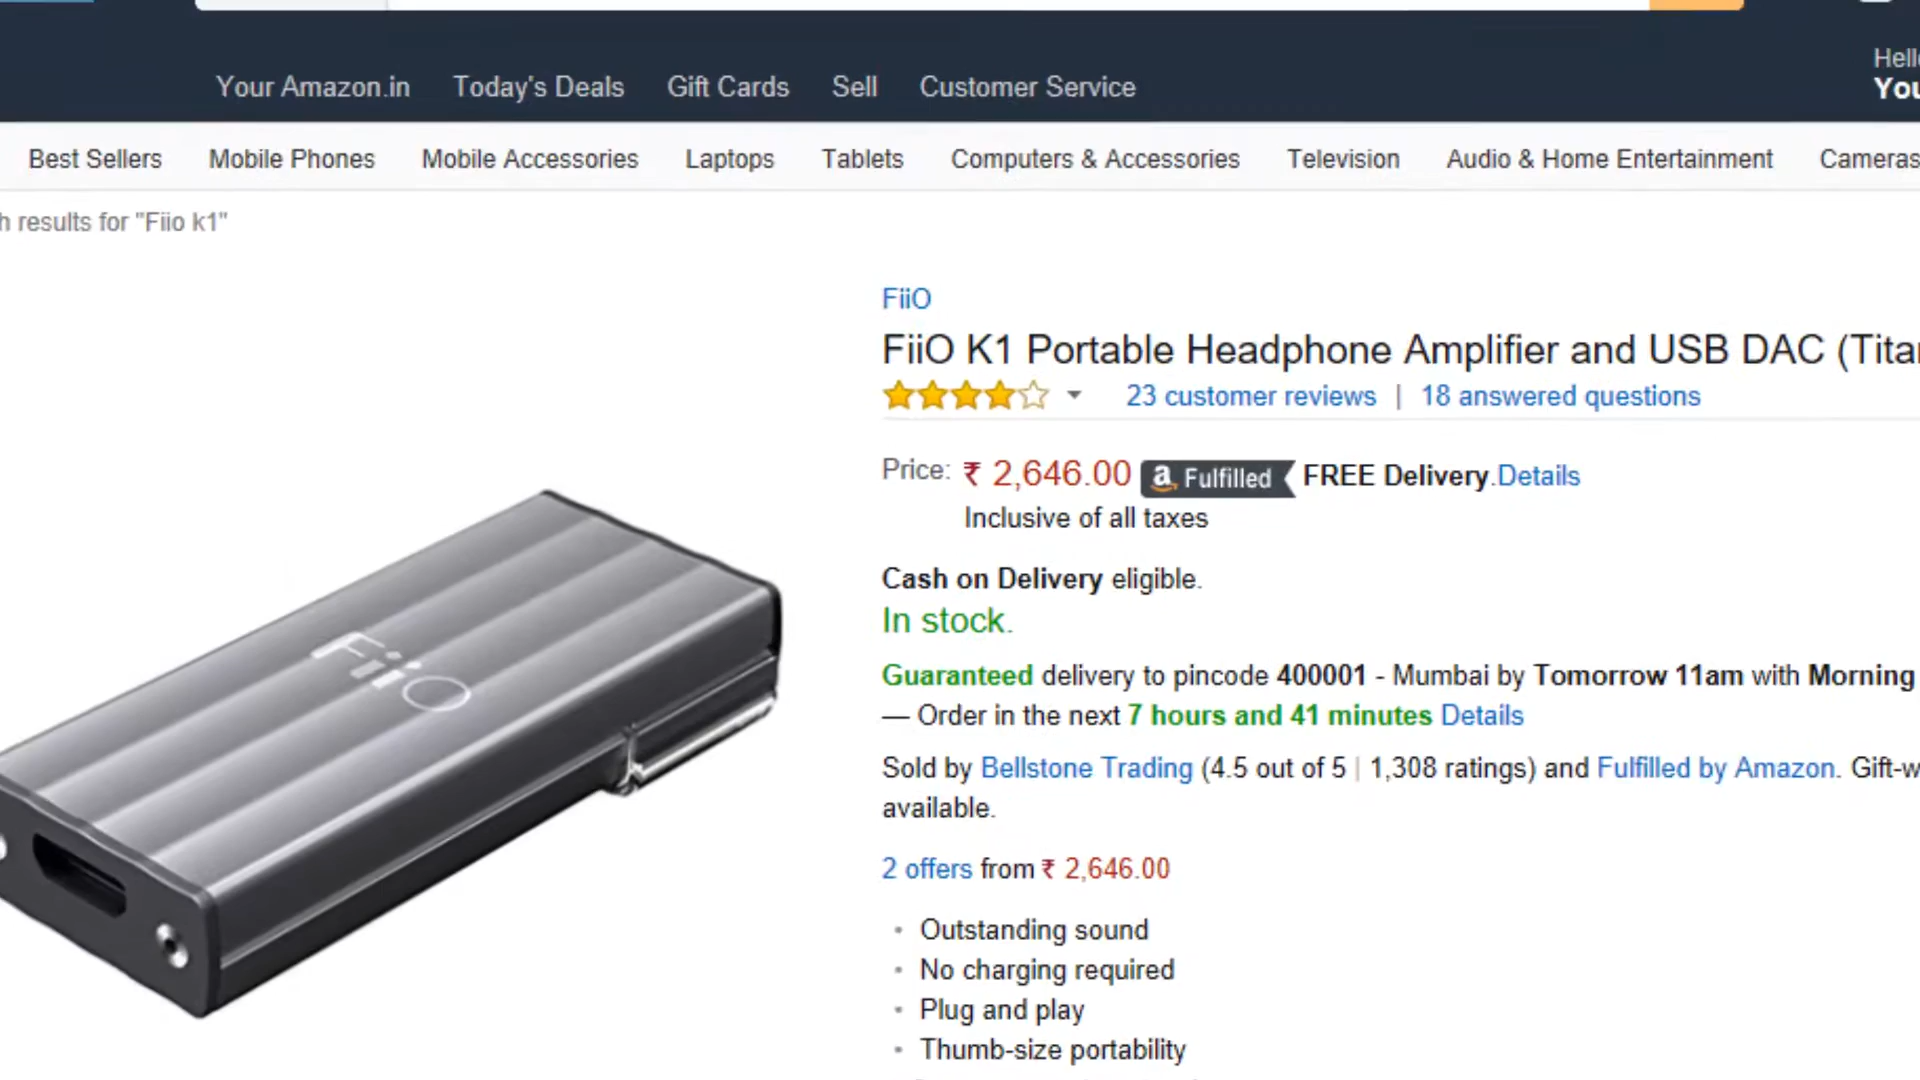 Hell
You
Your Amazon.in Today's Deals Gift Cards Sell Customer Service
Best Sellers Mobile Phones Mobile Accessories Laptops Tablets Computers & Accessories Television Audio & Home Entertainment Cameras
h results for "Fiio k1"
FiiO
FiiO K1 Portable Headphone Amplifier and USB DAC (Tita
23 customer reviews | 18 answered questions
Price: ₹ 2,646.00 a Fulfilled FREE Delivery.Details
Inclusive of all taxes
Cash on Delivery eligible.
In stock.
Guaranteed delivery to pincode 400001 - Mumbai by Tomorrow 11am with Morning
— Order in the next 7 hours and 41 minutes Details
Sold by Bellstone Trading (4.5 out of 5 | 1,308 ratings) and Fulfilled by Amazon. Gift-w
available.
2 offers from ₹ 2,646.00
• Outstanding sound
• No charging required
• Plug and play
• Thumb-size portability
FiiO